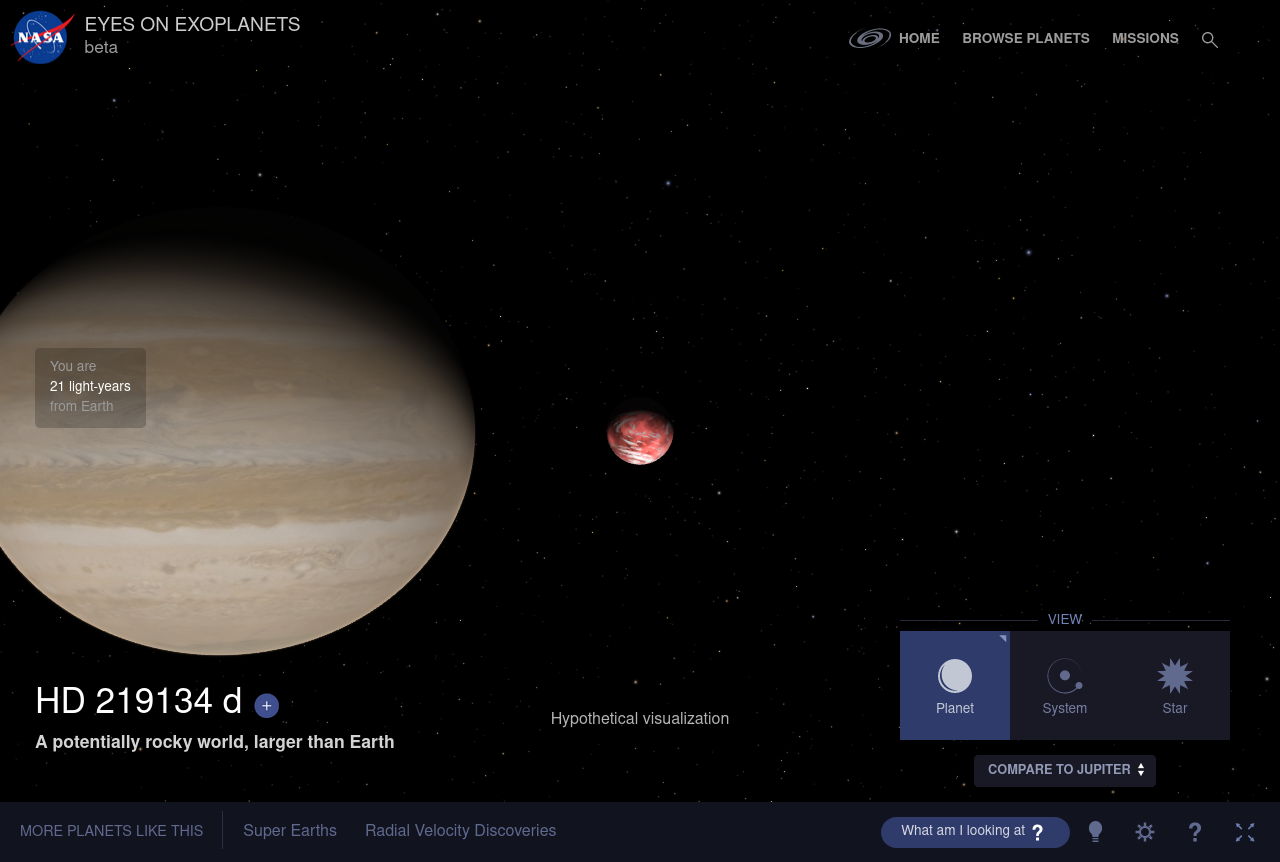 NASA
EYES ON EXOPLANETS
beta
HOME
BROWSE PLANETS
MISSIONS
You are
21 light-years
from Earth
HD 219134 d +
A potentially rocky world, larger than Earth
Hypothetical visualization
VIEW
Planet
System
Star
COMPARE TO JUPITER
MORE PLANETS LIKE THIS
Super Earths
Radial Velocity Discoveries
What am I looking at ?
?